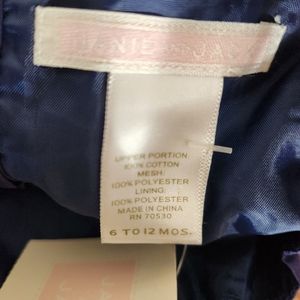 JANIE AND JACK
UPPER PORTION
100% COTTON
MESH:
100% POLYESTER
LINING:
100% POLYESTER
MADE IN CHINA
RN 70530
6 TO 12 MOS.
JA
J